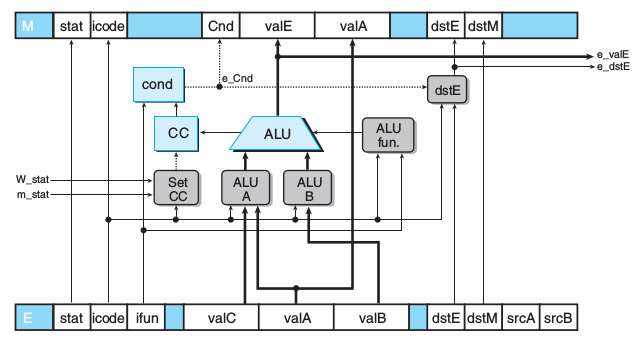 M stat icode Cnd valE valA dstE dstM
e_valE
e_dstE
e_Cnd
cond
dstE
CC
ALU
ALU
fun.
W_stat
m_stat
Set
CC
ALU
A
ALU
B
E stat icode ifun valC valA valB dstE dstM srcA srcB